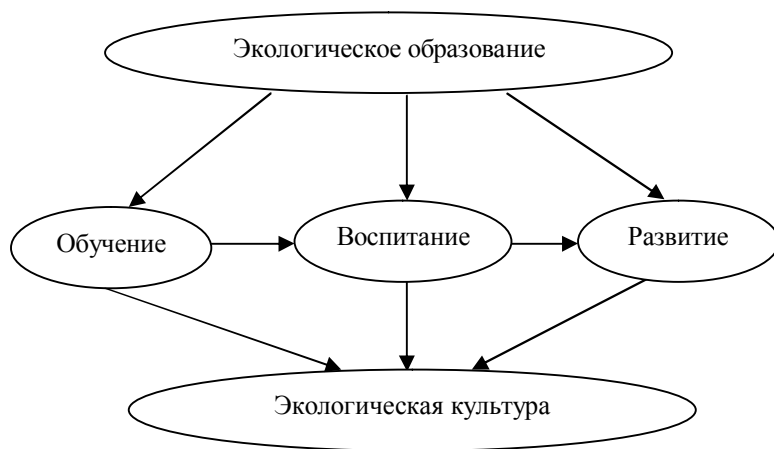 Экологическое образование
Обучение
Воспитание
Развитие
Экологическая культура